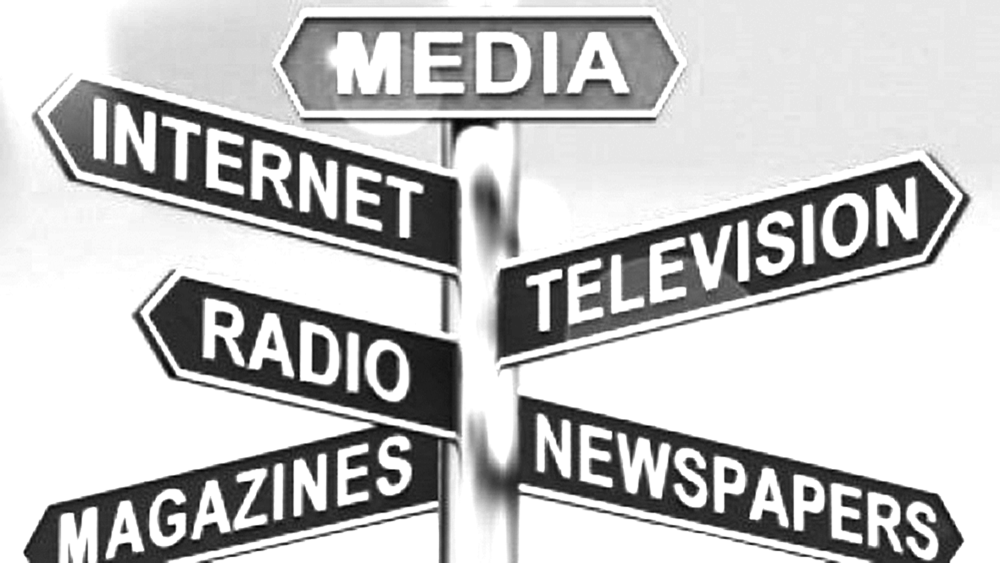 MEDIA
INTERNET
TELEVISION
RADIO
NEWSPAPERS
MAGAZINES